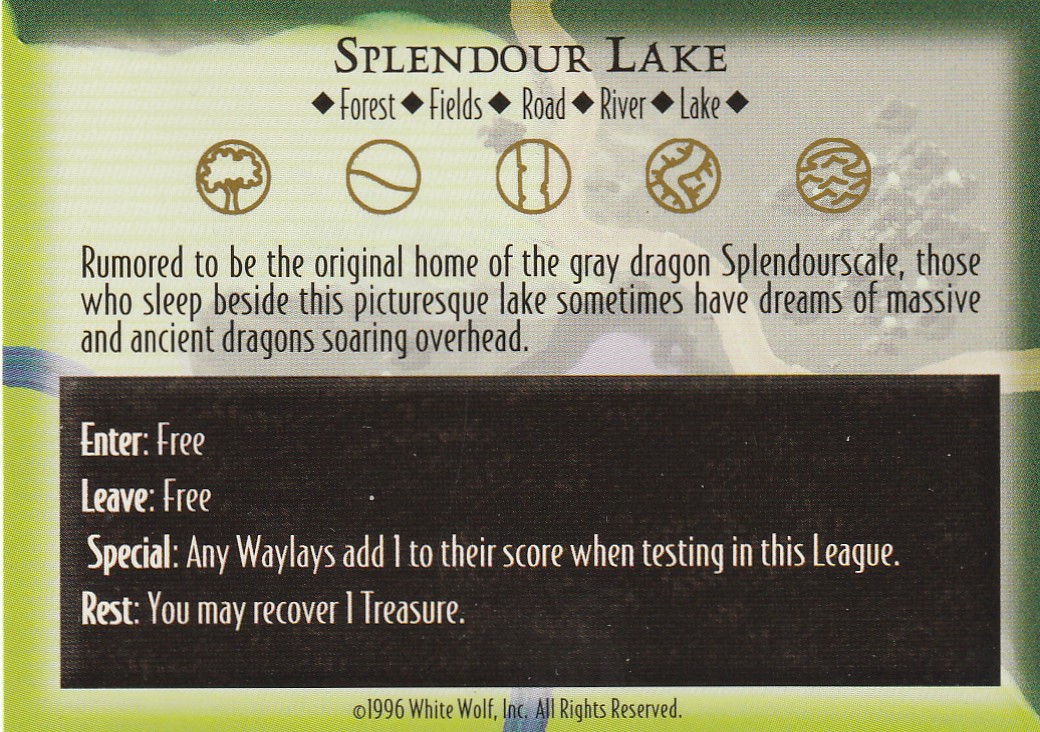 SPLENDOUR LAKE
◆ Forest ◆ Fields ◆ Road ◆ River ◆ Lake ◆
Rumored to be the original home of the gray dragon Splendourscale, those
who sleep beside this picturesque lake sometimes have dreams of massive
and ancient dragons soaring overhead.
Enter: Free
Leave: Free
Special: Any Waylays add 1 to their score when testing in this League.
Rest: You may recover 1 Treasure.
©1996 White Wolf, Inc. All Rights Reserved.